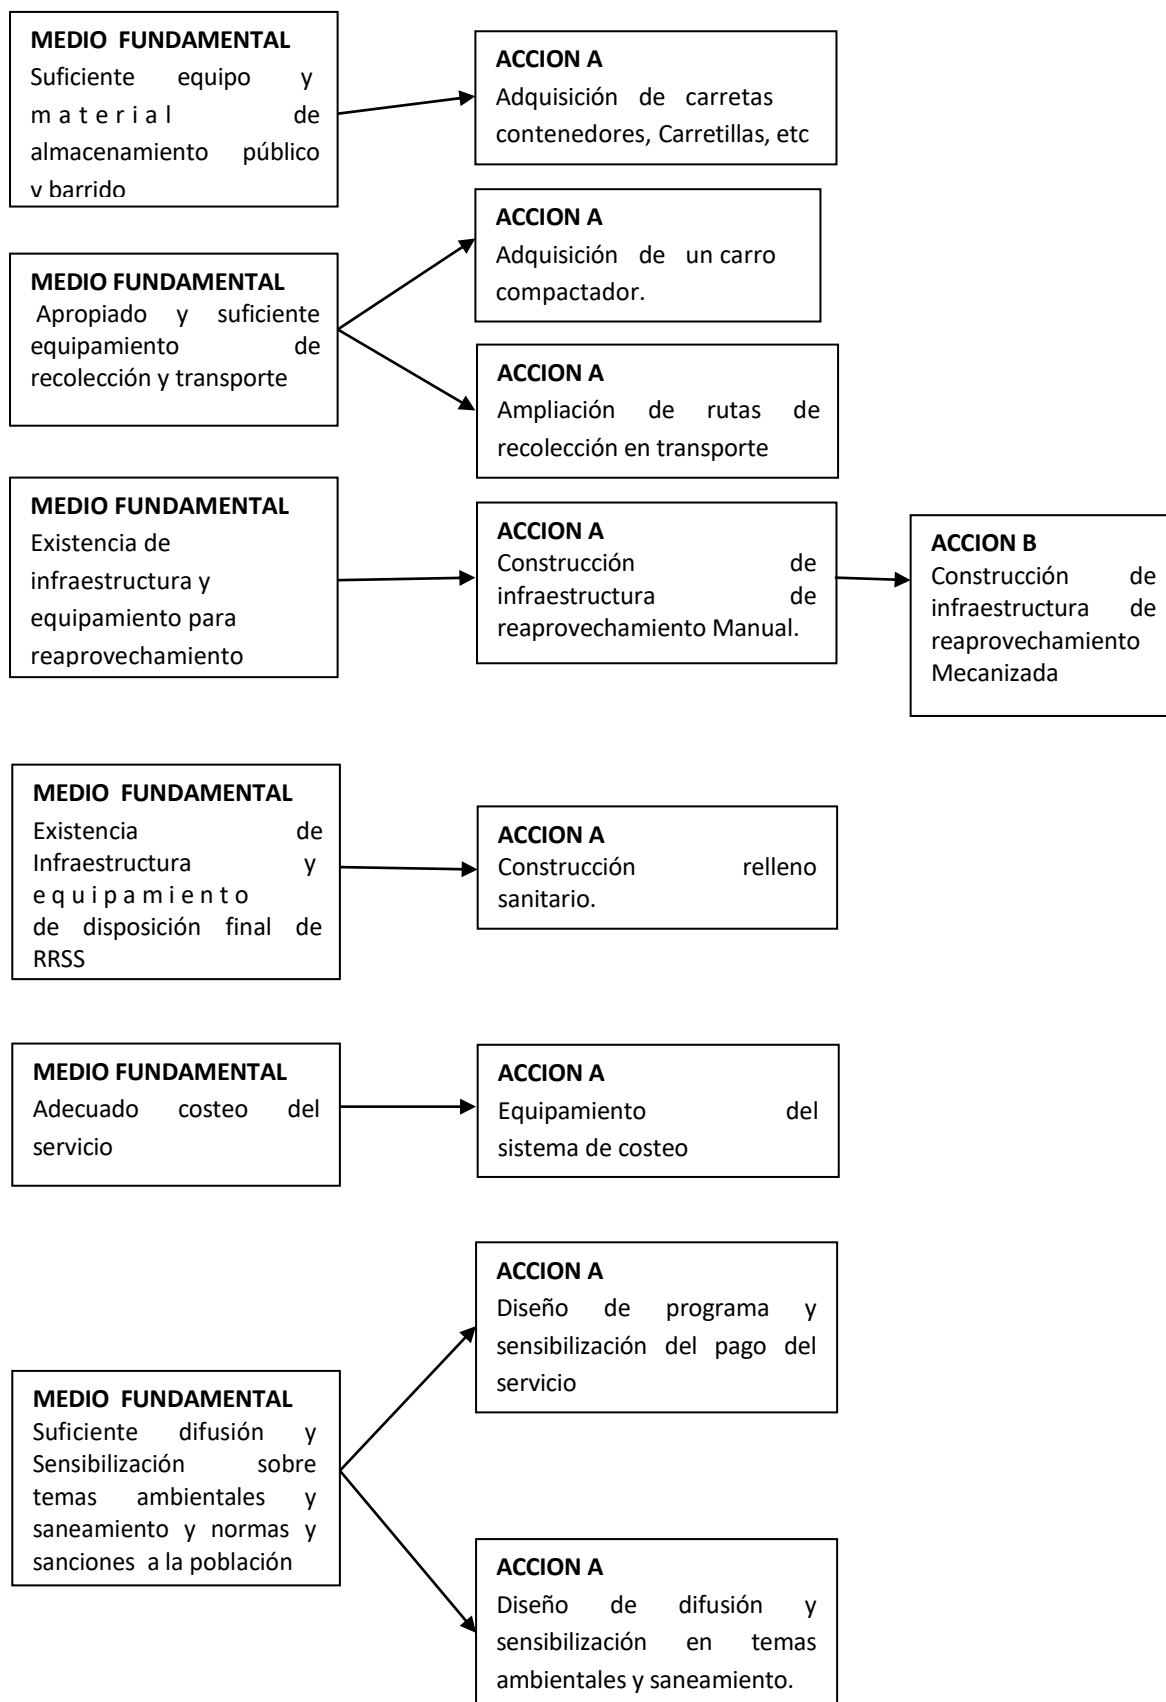 MEDIO FUNDAMENTAL
Suficiente equipo y
material de
almacenamiento público
y barrido
ACCION A
Adquisición de carretas
contenedores, Carretillas, etc
MEDIO FUNDAMENTAL
Apropiado y suficiente
equipamiento de
recolección y transporte
ACCION A
Adquisición de un carro
compactador.
ACCION A
Ampliación de rutas de
recolección en transporte
MEDIO FUNDAMENTAL
Existencia de
infraestructura y
equipamiento para
reaprovechamiento
ACCION A
Construcción de
infraestructura de
reaprovechamiento Manual.
ACCION B
Construcción de
infraestructura de
reaprovechamiento
Mecanizada
MEDIO FUNDAMENTAL
Existencia de
Infraestructura y
equipamiento
de disposición final de
RRSS
ACCION A
Construcción relleno
sanitario.
MEDIO FUNDAMENTAL
Adecuado costeo del
servicio
ACCION A
Equipamiento del
sistema de costeo
MEDIO FUNDAMENTAL
Suficiente difusión y
Sensibilización sobre
temas ambientales y
saneamiento y normas y
sanciones a la población
ACCION A
Diseño de programa y
sensibilización del pago del
servicio
ACCION A
Diseño de difusión y
sensibilización en temas
ambientales y saneamiento.